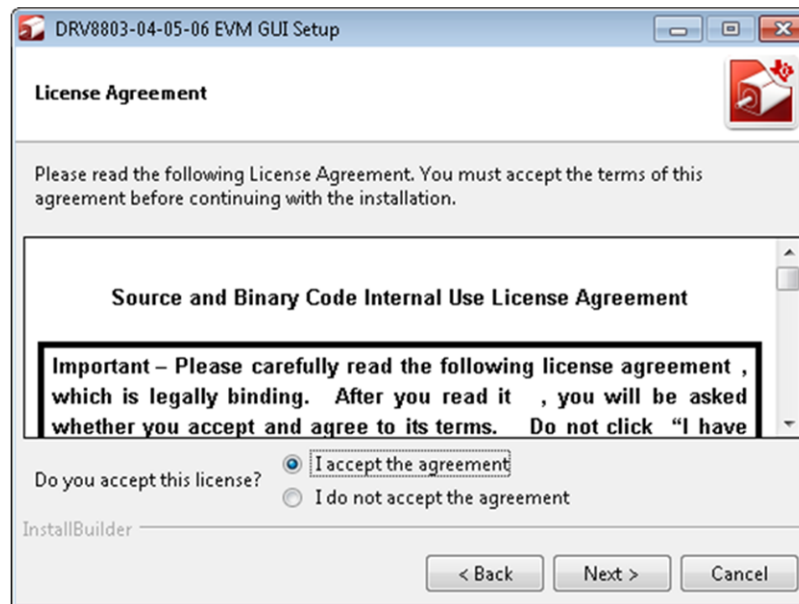 DRV8803-04-05-06 EVM GUI Setup
License Agreement
Please read the following License Agreement. You must accept the terms of this
agreement before continuing with the installation.
Source and Binary Code Internal Use License Agreement
Important – Please carefully read the following license agreement ,
which is legally binding. After you read it , you will be asked
whether you accept and agree to its terms. Do not click “I have
Do you accept this license?
I accept the agreement
I do not accept the agreement
InstallBuilder
< Back
Next >
Cancel